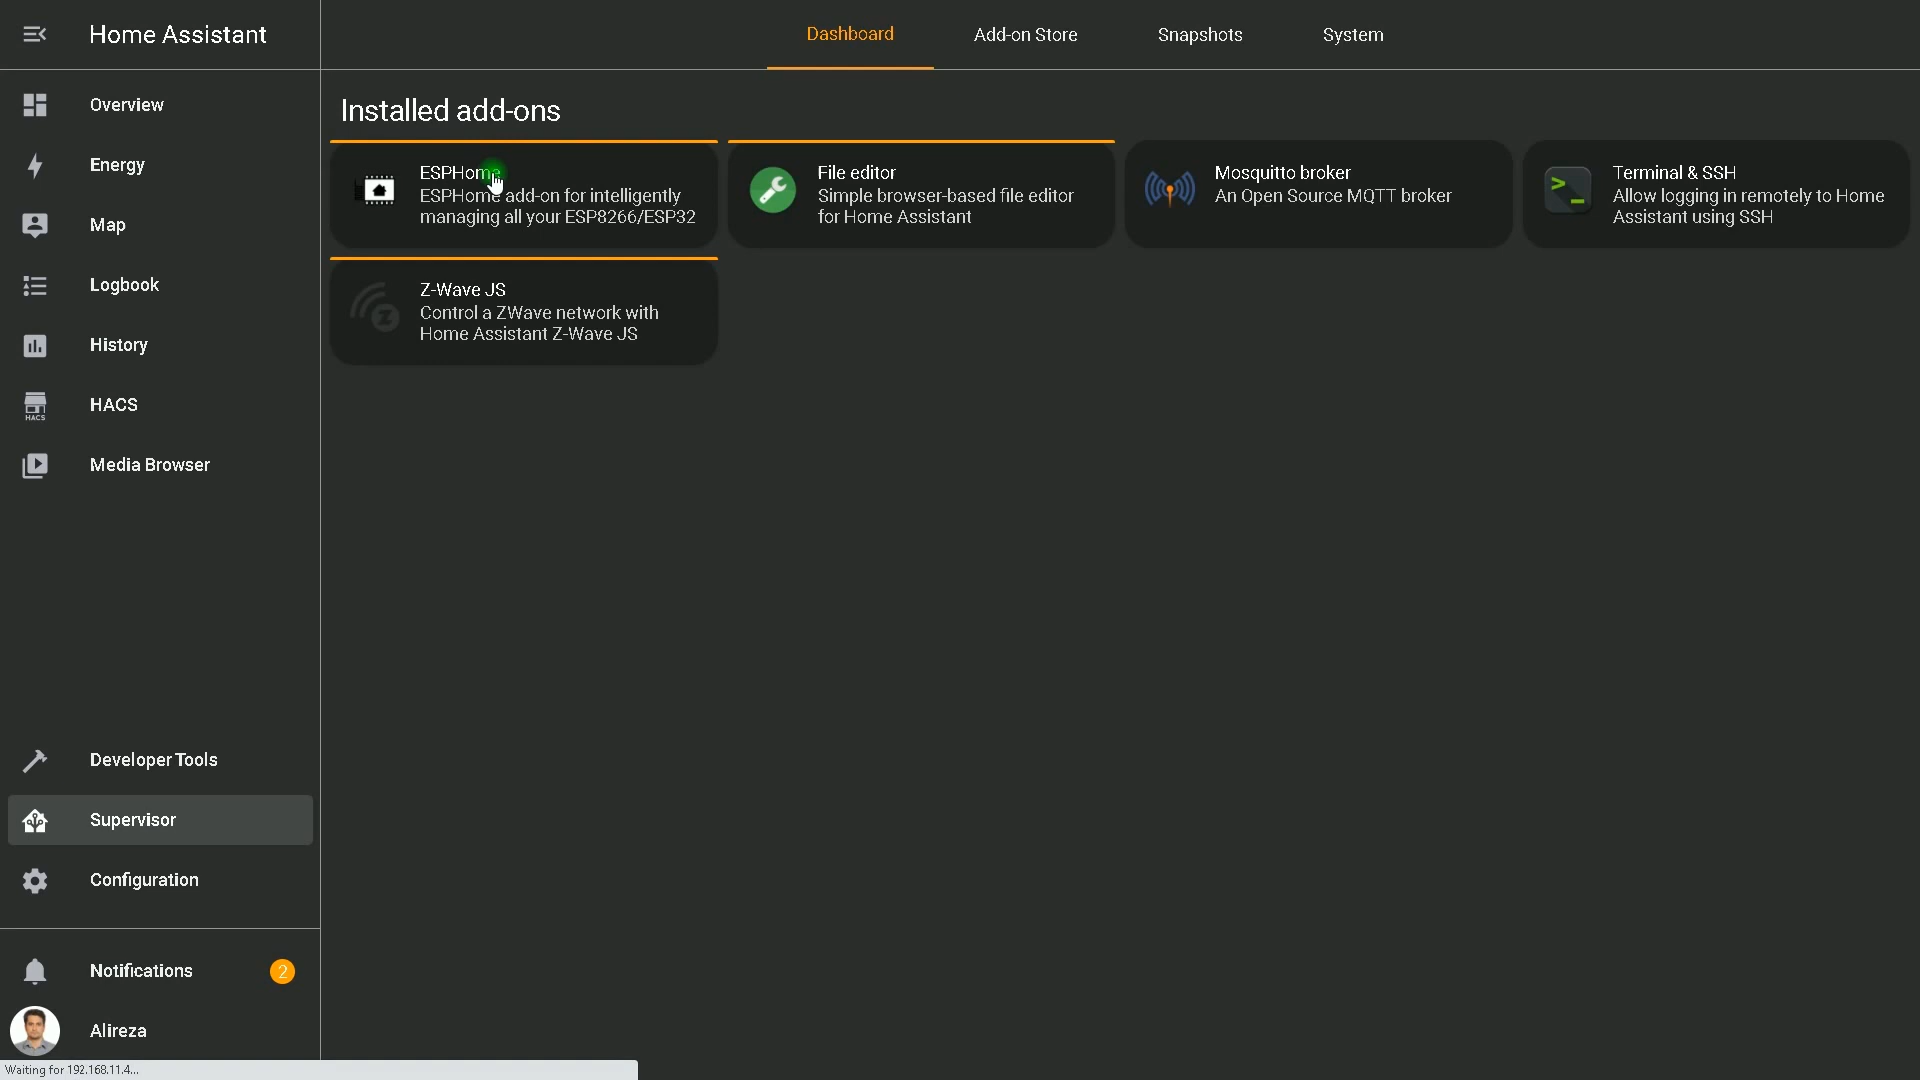 Home Assistant
Dashboard
Add-on Store
Snapshots
System
Overview
Energy
Map
Logbook
History
HACS
HACS
Media Browser
Developer Tools
Supervisor
Configuration
Notifications
2
Alireza
Installed add-ons
ESPHome
ESPHome add-on for intelligently
managing all your ESP8266/ESP32
File editor
Simple browser-based file editor
for Home Assistant
Mosquitto broker
An Open Source MQTT broker
Terminal & SSH
Allow logging in remotely to Home
Assistant using SSH
Z-Wave JS
Control a ZWave network with
Home Assistant Z-Wave JS
Waiting for 192.168.11.4...